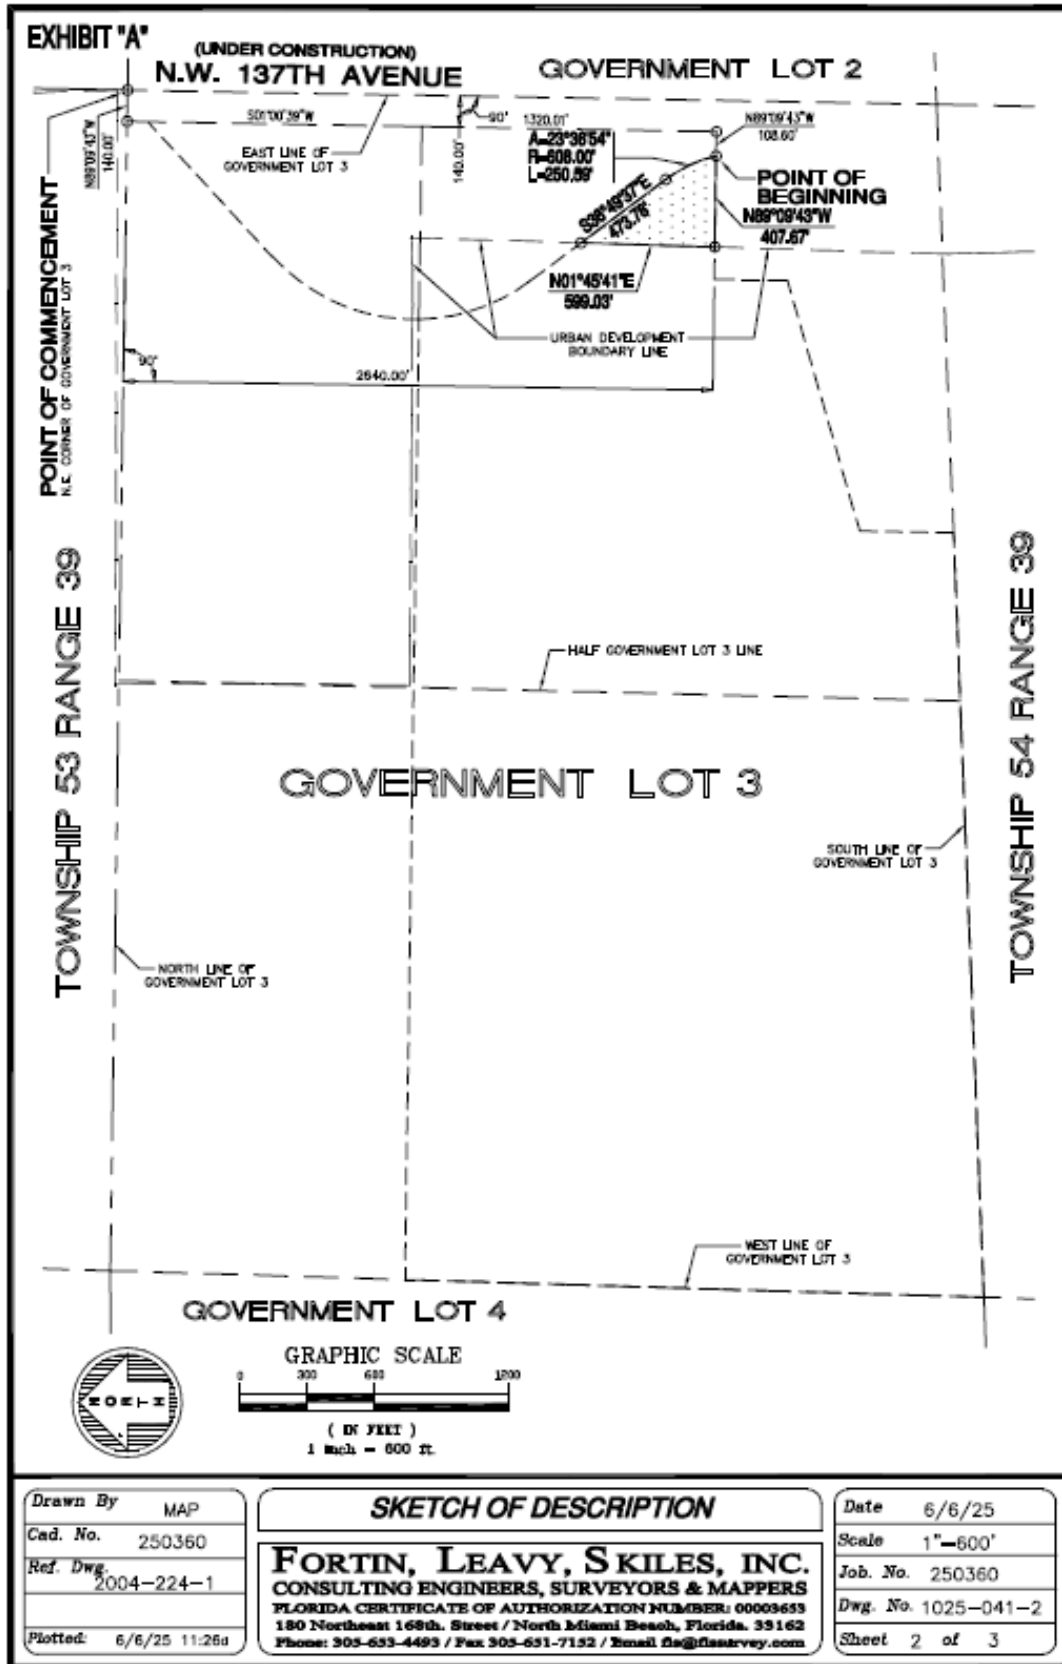 EXHIBIT "A"
(UNDER CONSTRUCTION)
N.W. 137TH AVENUE
GOVERNMENT LOT 2
S01°00'39"W
1320.01'
90'
140.00'
N89°09'43"W
140.00'
EAST LINE OF
GOVERNMENT LOT 3
N89°09'43"W
108.60'
R=608.00'
POINT OF
BEGINNING
N89°09'43"W
407.67'
473.76'
N01°45'41"E
599.03'
URBAN DEVELOPMENT
BOUNDARY LINE
POINT OF COMMENCEMENT
N.E. CORNER OF GOVERNMENT LOT 3
90°
2640.00'
TOWNSHIP 53 RANGE 39
TOWNSHIP 54 RANGE 39
HALF GOVERNMENT LOT 3 LINE
GOVERNMENT LOT 3
SOUTH LINE OF
GOVERNMENT LOT 3
NORTH LINE OF
GOVERNMENT LOT 3
WEST LINE OF
GOVERNMENT LOT 3
GOVERNMENT LOT 4
NORTH
GRAPHIC SCALE
0 300 600 1200
( IN FEET )
1 inch = 600 ft.
Drawn By MAP
Cad. No. 250360
Ref. Dwg. 2004-224-1
Plotted: 6/6/25 11:26a
SKETCH OF DESCRIPTION
FORTIN, LEAVY, SKILES, INC.
CONSULTING ENGINEERS, SURVEYORS & MAPPERS
FLORIDA CERTIFICATE OF AUTHORIZATION NUMBER: 00003653
180 Northeast 168th. Street / North Miami Beach, Florida. 33162
Phone: 305-653-4493 / Fax 305-651-7152 / Email fls@flssurvey.com
Date 6/6/25
Scale 1"=600'
Job. No. 250360
Dwg. No. 1025-041-2
Sheet 2 of 3